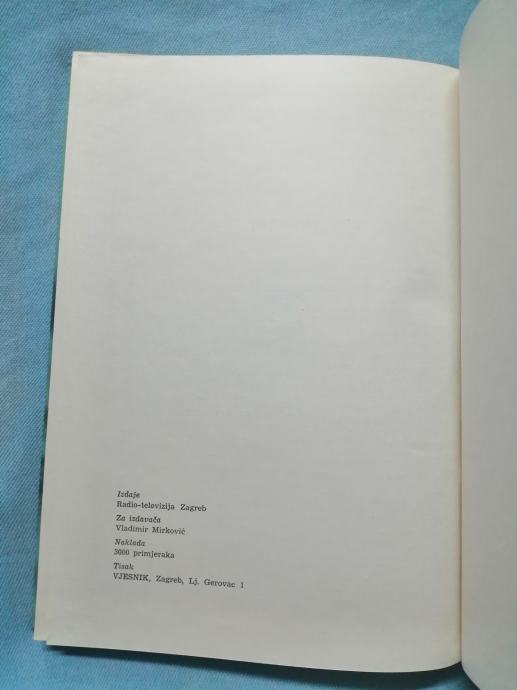 Izdaje
Radio-televizija Zagreb
Za izdavača
Vladimir Mirković
Naklada
3000 primjeraka
Tisak
VJESNIK, Zagreb, Lj. Gerovac 1